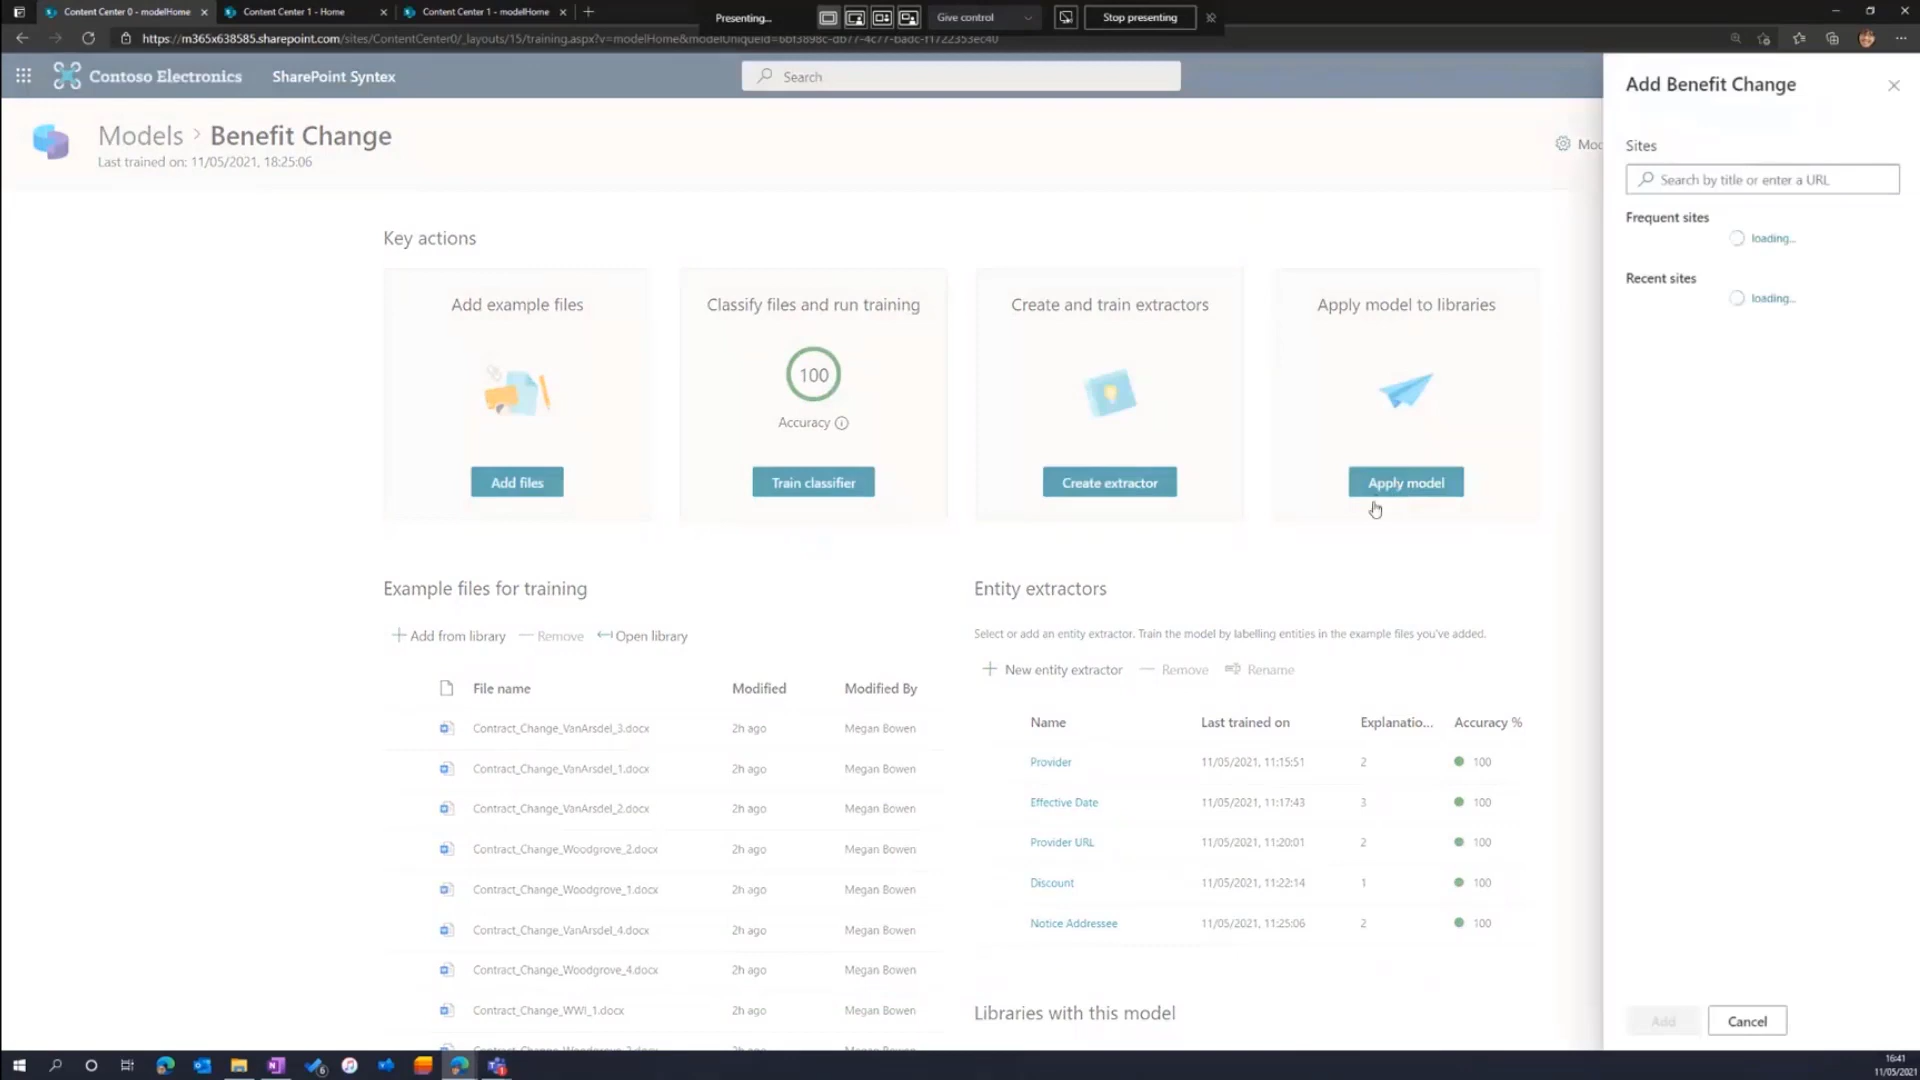 Content Center 0 - modelHome
Content Center 1 - Home
Content Center 1 - modelHome
Presenting...
Give control
Stop presenting
https://m365x638585.sharepoint.com/sites/ContentCenter0/_layouts/15/training.aspx?v=modelHome&modelUniqueId=6bf3898c-db77-4c77-badc-f1722353ec40
Contoso Electronics
SharePoint Syntex
Search
Models > Benefit Change
Last trained on: 11/05/2021, 18:25:06
Key actions
Add example files
Classify files and run training
Create and train extractors
Apply model to libraries
100
Accuracy
Add files
Train classifier
Create extractor
Apply model
Example files for training
Add from library
Remove
Open library
File name Modified Modified By
Contract_Change_VanArsdel_3.docx 2h ago Megan Bowen
Contract_Change_VanArsdel_1.docx 2h ago Megan Bowen
Contract_Change_VanArsdel_2.docx 2h ago Megan Bowen
Contract_Change_Woodgrove_2.docx 2h ago Megan Bowen
Contract_Change_Woodgrove_1.docx 2h ago Megan Bowen
Contract_Change_VanArsdel_4.docx 2h ago Megan Bowen
Contract_Change_Woodgrove_4.docx 2h ago Megan Bowen
Contract_Change_WWI_1.docx 2h ago Megan Bowen
Entity extractors
Select or add an entity extractor. Train the model by labelling entities in the example files you've added.
New entity extractor
Remove
Rename
Name Last trained on Explanatio... Accuracy %
Provider 11/05/2021, 11:15:51 2 100
Effective Date 11/05/2021, 11:17:43 3 100
Provider URL 11/05/2021, 11:20:01 2 100
Discount 11/05/2021, 11:22:14 1 100
Notice Addressee 11/05/2021, 11:25:06 2 100
Libraries with this model
Add Benefit Change
Sites
Search by title or enter a URL
Frequent sites
loading...
Recent sites
loading...
Add
Cancel
16:41
11/05/2021